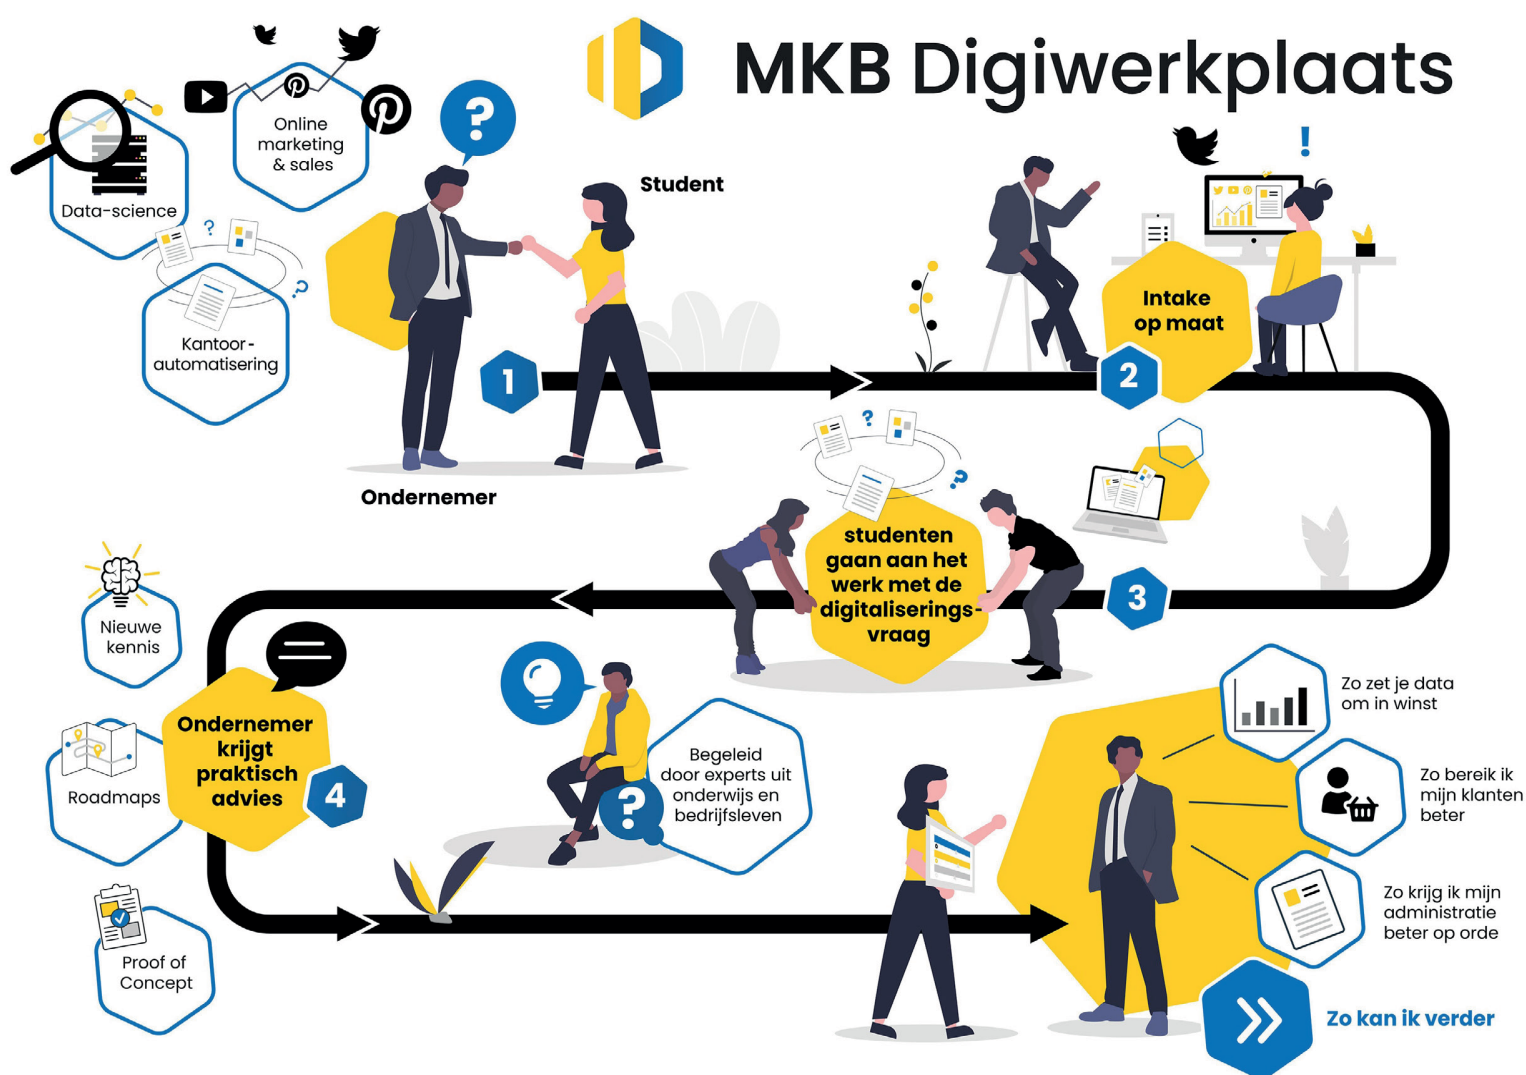 MKB Digiwerkplaats
Online
marketing
& sales
Data-science
Kantoor-
automatisering
?
?
?
Student
Ondernemer
1
!
Intake
op maat
2
?
?
studenten
gaan aan het
werk met de
digitaliserings-
vraag
3
Nieuwe
kennis
Ondernemer
krijgt
praktisch
advies
4
Roadmaps
Proof of
Concept
?
Begeleid
door experts uit
onderwijs en
bedrijfsleven
Zo zet je data
om in winst
Zo bereik ik
mijn klanten
beter
Zo krijg ik mijn
administratie
beter op orde
Zo kan ik verder